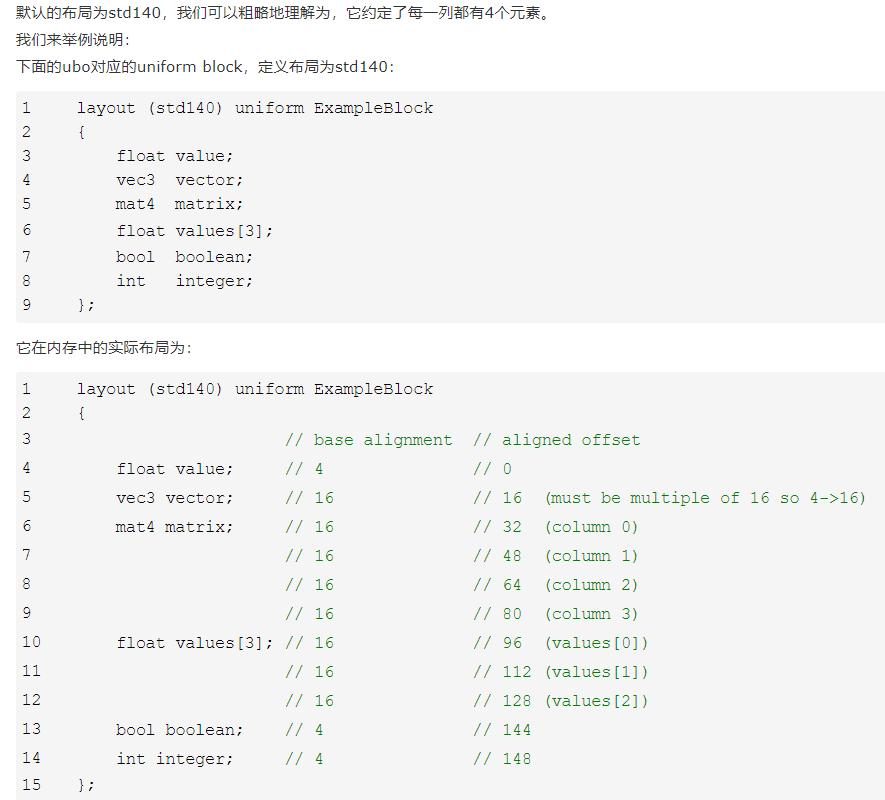 默认的布局为std140，我们可以粗略地理解为，它约定了每一列都有4个元素。
我们来举例说明：
下面的ubo对应的uniform block，定义布局为std140：
1 layout (std140) uniform ExampleBlock
2 {
3 float value;
4 vec3 vector;
5 mat4 matrix;
6 float values[3];
7 bool boolean;
8 int integer;
9 };
它在内存中的实际布局为：
1 layout (std140) uniform ExampleBlock
2 {
3 // base alignment // aligned offset
4 float value; // 4 // 0
5 vec3 vector; // 16 // 16 (must be multiple of 16 so 4->16)
6 mat4 matrix; // 16 // 32 (column 0)
7 // 16 // 48 (column 1)
8 // 16 // 64 (column 2)
9 // 16 // 80 (column 3)
10 float values[3]; // 16 // 96 (values[0])
11 // 16 // 112 (values[1])
12 // 16 // 128 (values[2])
13 bool boolean; // 4 // 144
14 int integer; // 4 // 148
15 };